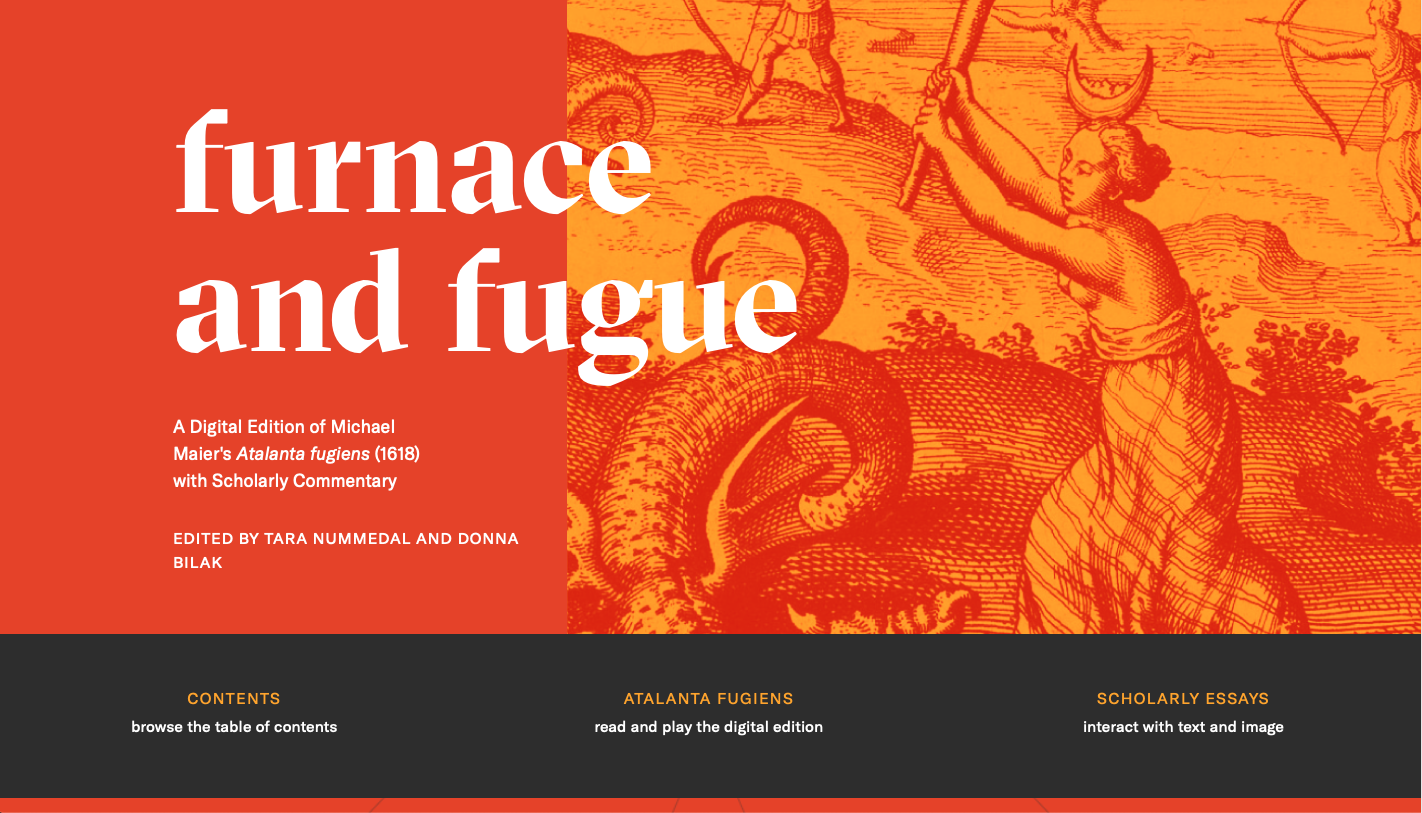 furnace
and fugue
A Digital Edition of Michael
Maier's Atalanta fugiens (1618)
with Scholarly Commentary
EDITED BY TARA NUMMEDAL AND DONNA
BILAK
CONTENTS
browse the table of contents
ATALANTA FUGIENS
read and play the digital edition
SCHOLARLY ESSAYS
interact with text and image